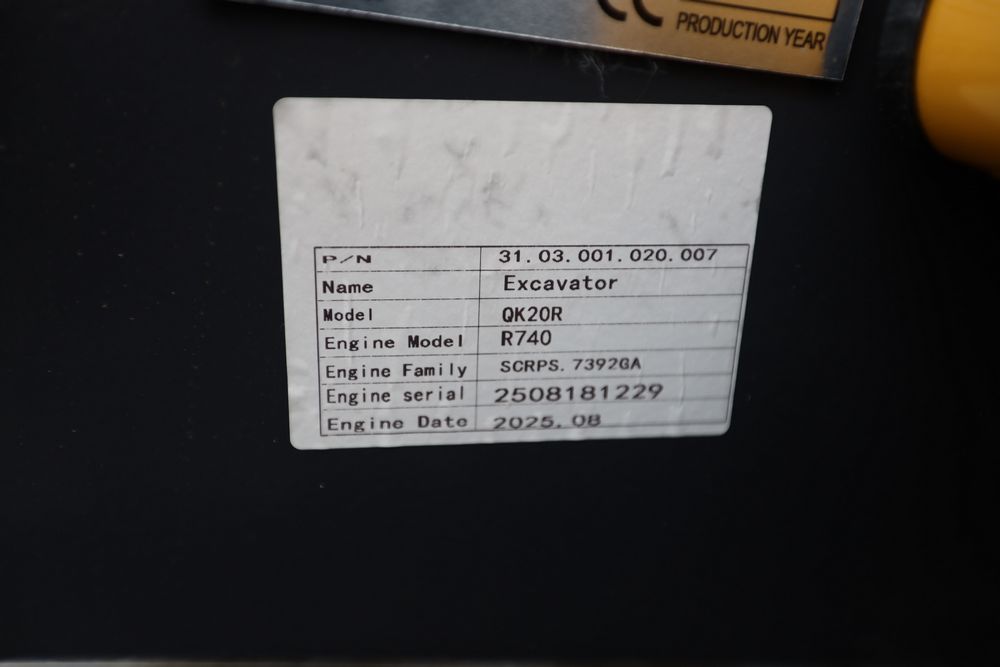 CE PRODUCTION YEAR
P/N 31.03.001.020.007
Name Excavator
Model QK20R
Engine Model R740
Engine Family SCRPS.7392GA
Engine serial 2508181229
Engine Date 2025.08